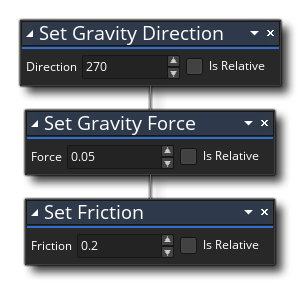 Set Gravity Direction
Direction 270 Is Relative
Set Gravity Force
Force 0.05 Is Relative
Set Friction
Friction 0.2 Is Relative